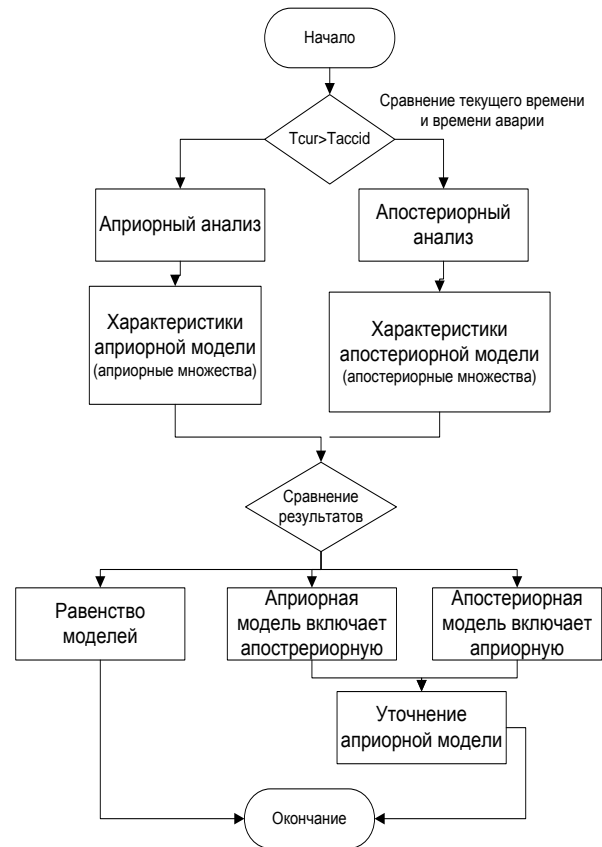 Начало
Сравнение текущего времени
и времени аварии
Tcur>Taccid
Априорный анализ
Апостериорный
анализ
Характеристики
априорной модели
(априорные множества)
Характеристики
апостериорной модели
(апостериорные множества)
Сравнение
результатов
Равенство
моделей
Априорная
модель включает
апострериорную
Апостериорная
модель включает
априорную
Уточнение
априорной модели
Окончание